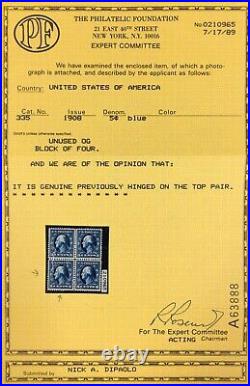 THE PHILATELIC FOUNDATION
21 EAST 40TH STREET
NEW YORK, N.Y. 10016
EXPERT COMMITTEE
No 0210965
7/17/89
PF
We have examined the enclosed item, of which a photo-
graph is attached, and described by the applicant as follows:
Country: UNITED STATES OF AMERICA
Cat. No. Issue Denom. Color
335 1908 5¢ blue
UNUSED OG
BLOCK OF FOUR.
AND WE ARE OF THE OPINION THAT:
IT IS GENUINE PREVIOUSLY HINGED ON THE TOP PAIR.
For The Expert Committee
ACTING Chairman
A63888
Submitted by NICK A. DIPAOLO